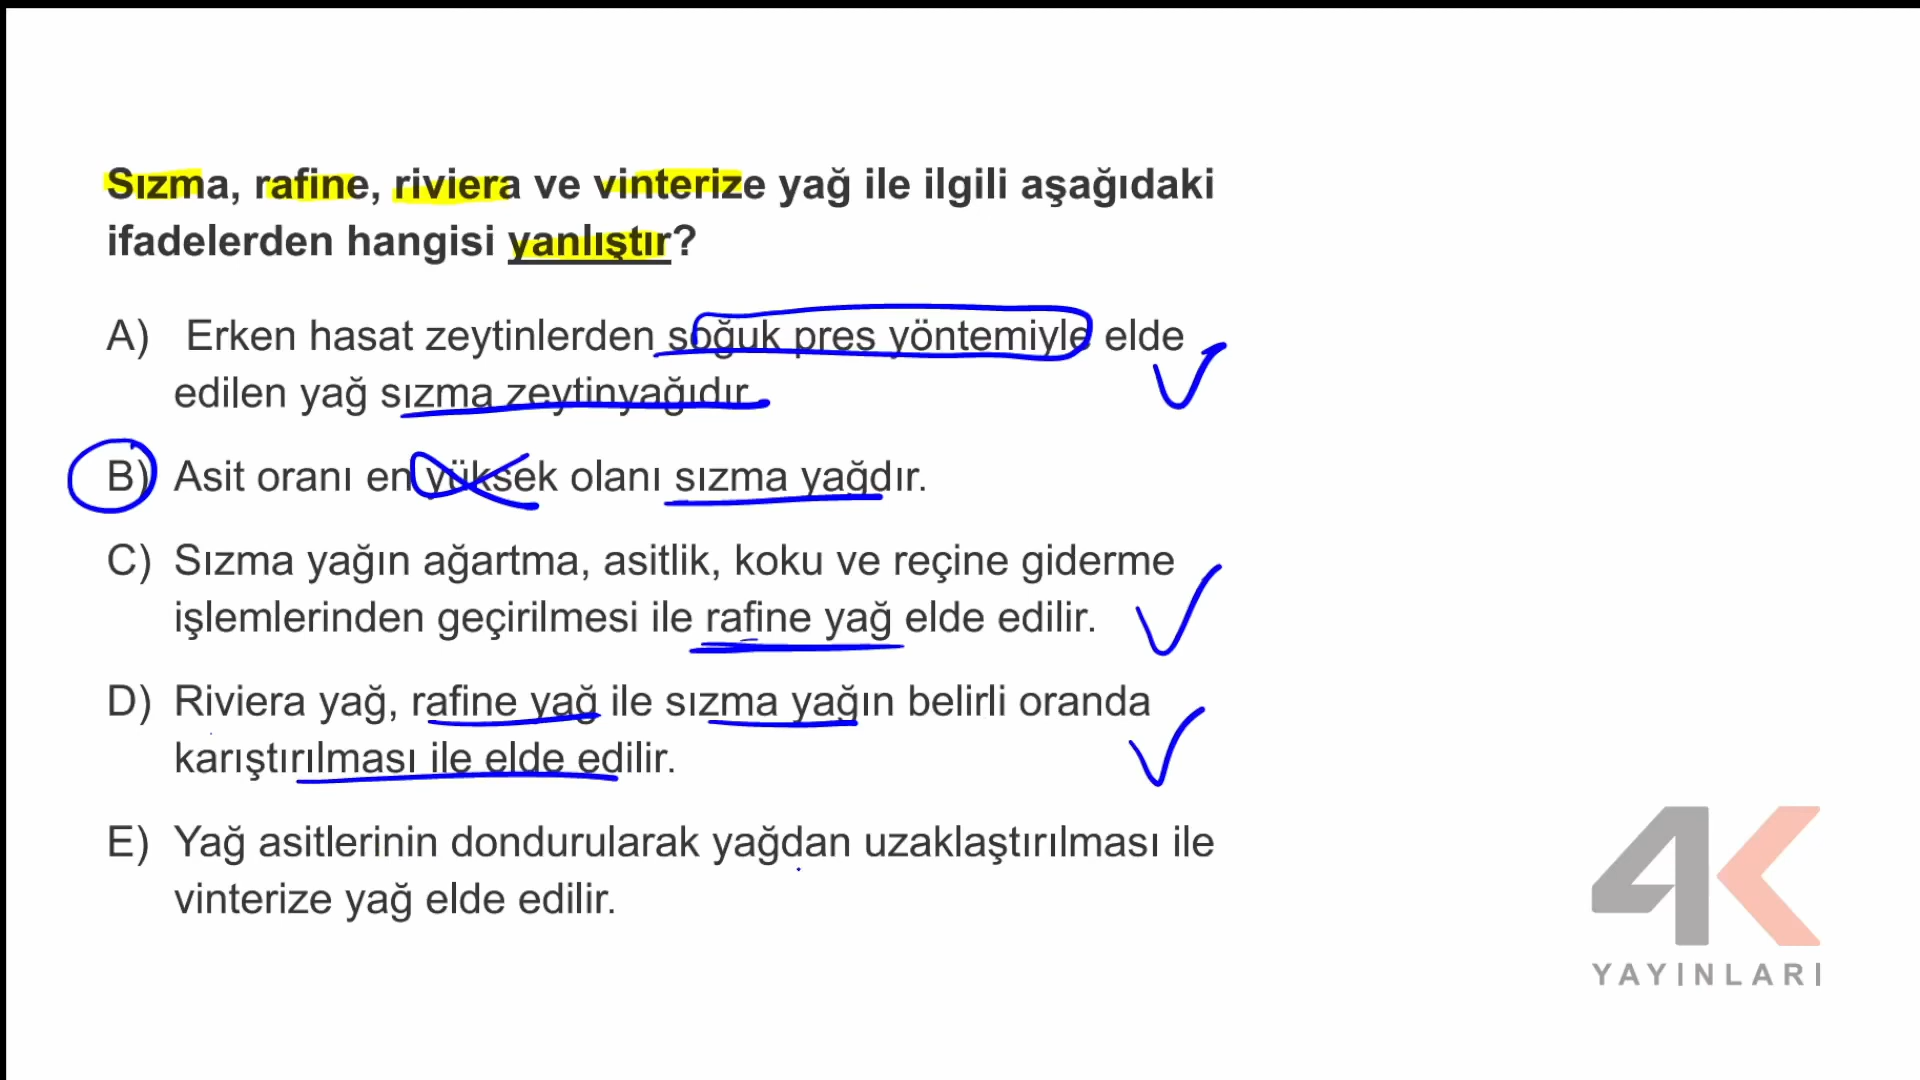 Sızma, rafine, riviera ve vinterize yağ ile ilgili aşağıdaki
ifadelerden hangisi yanlıştır?
A) Erken hasat zeytinlerden soğuk pres yöntemiyle elde
edilen yağ sızma zeytinyağıdır.
B) Asit oranı en yüksek olanı sızma yağdır.
C) Sızma yağın ağartma, asitlik, koku ve reçine giderme
işlemlerinden geçirilmesi ile rafine yağ elde edilir.
D) Riviera yağ, rafine yağ ile sızma yağın belirli oranda
karıştırılması ile elde edilir.
E) Yağ asitlerinin dondurularak yağdan uzaklaştırılması ile
vinterize yağ elde edilir.
4K
YAYINLARI